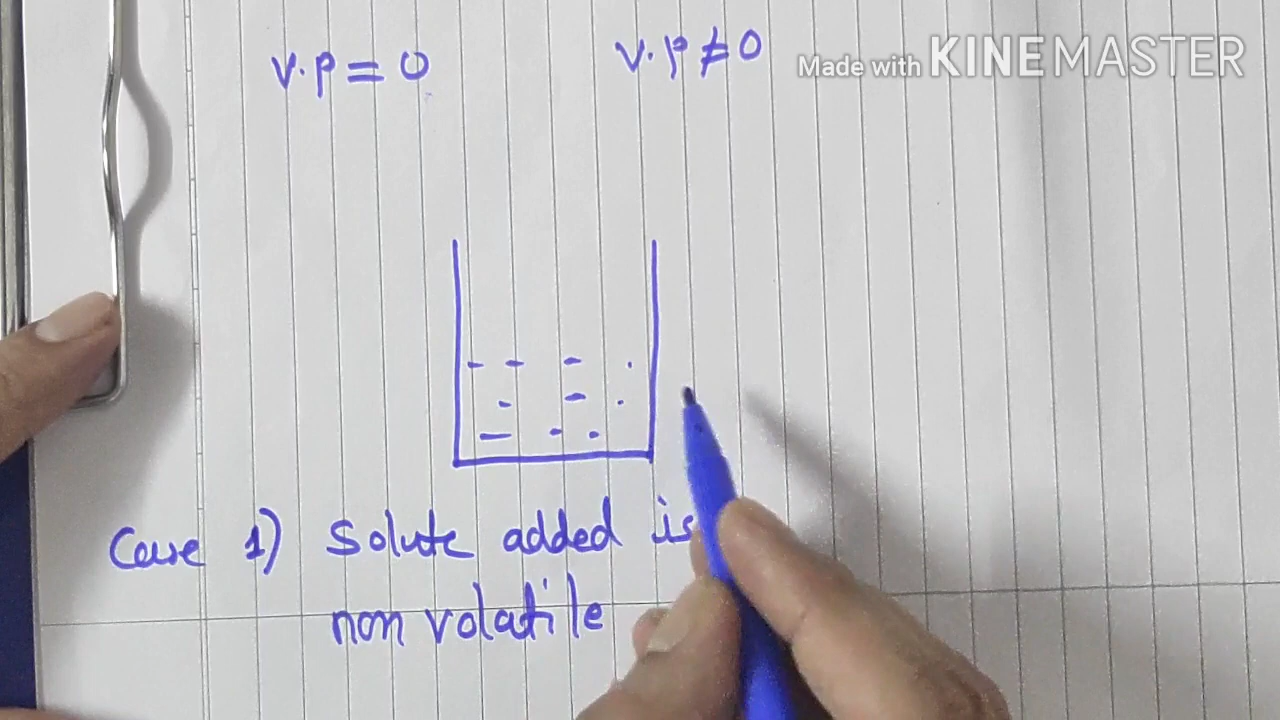 v.p = 0
v.p ≠ 0
Made with KINEMASTER
Case 1) Solute added is
non volatile